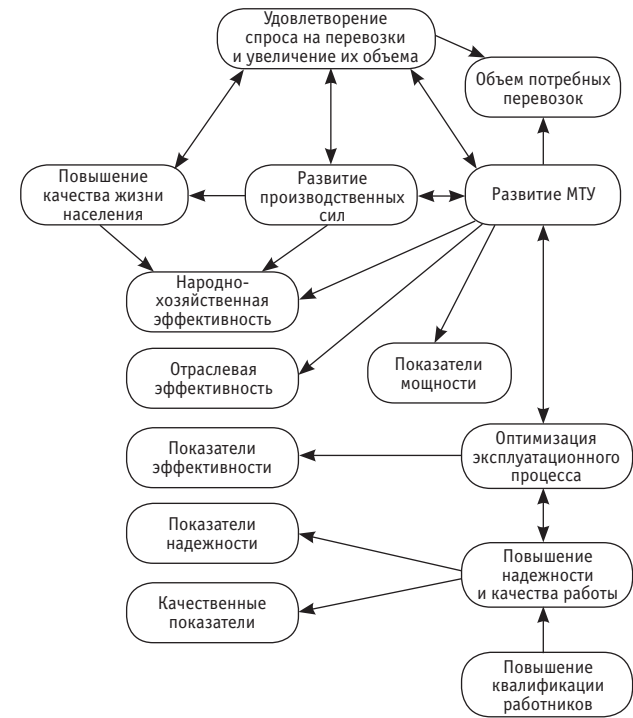 Удовлетворение
спроса на перевозки
и увеличение их объема
Объем потребных
перевозок
Повышение
качества жизни
населения
Развитие
производственных
сил
Развитие МТУ
Народно-
хозяйственная
эффективность
Отраслевая
эффективность
Показатели
мощности
Показатели
эффективности
Оптимизация
эксплуатационного
процесса
Показатели
надежности
Повышение
надежности
и качества работы
Качественные
показатели
Повышение
квалификации
работников